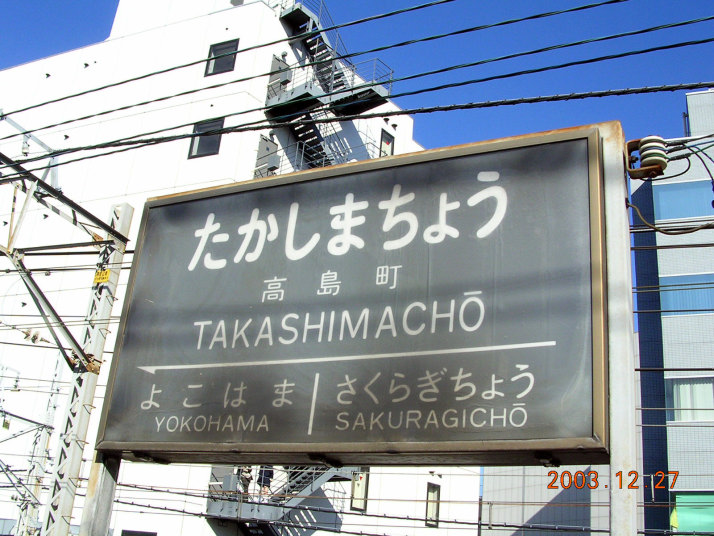 たかしまちょう
高島町
TAKASHIMACHŌ
よこはま さくらぎちょう
YOKOHAMA SAKURAGICHŌ
2003.12.27